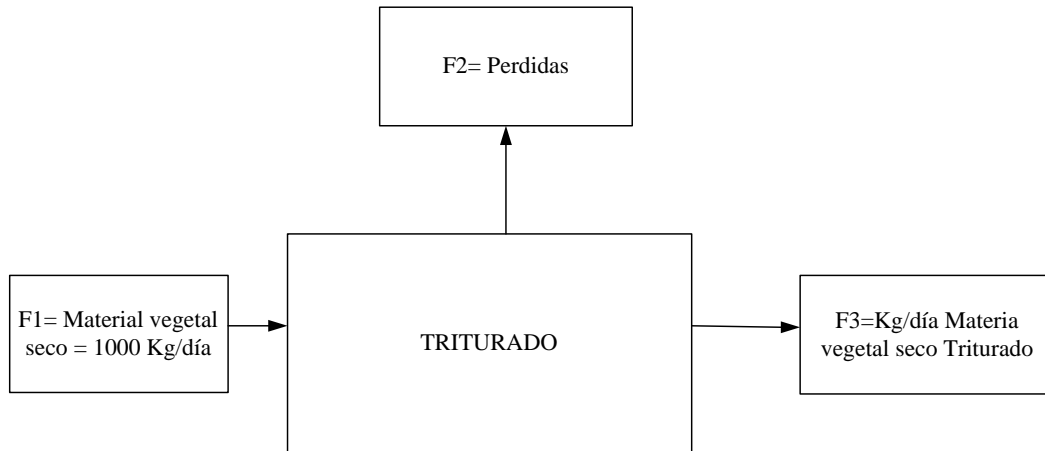 F2= Perdidas
F1= Material vegetal
seco = 1000 Kg/día
TRITURADO
F3=Kg/día Materia
vegetal seco Triturado